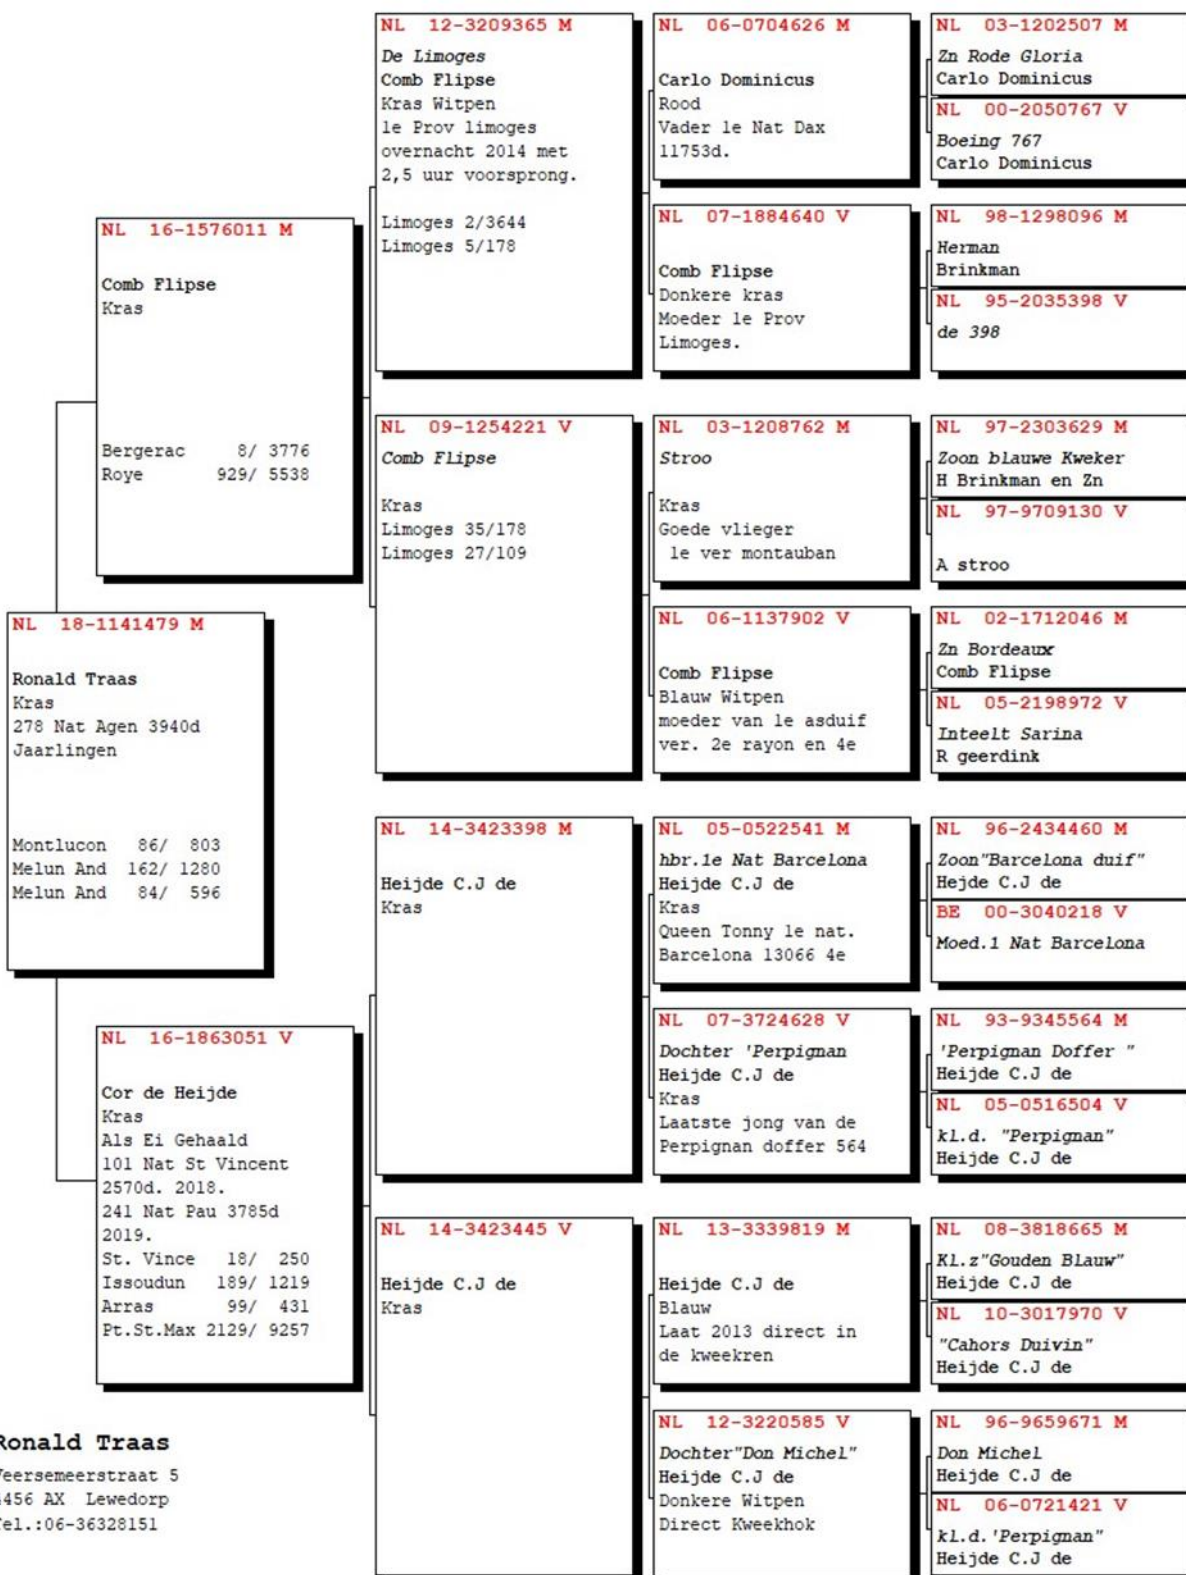 NL 18-1141479 M
Ronald Traas
Kras
278 Nat Agen 3940d
Jaarlingen
Montlucon 86/ 803
Melun And 162/ 1280
Melun And 84/ 596
NL 16-1576011 M
Comb Flipse
Kras
Bergerac 8/ 3776
Roye 929/ 5538
NL 16-1863051 V
Cor de Heijde
Kras
Als Ei Gehaald
101 Nat St Vincent
2570d. 2018.
241 Nat Pau 3785d
2019.
St. Vince 18/ 250
Issoudun 189/ 1219
Arras 99/ 431
Pt.St.Max 2129/ 9257
NL 12-3209365 M
De Limoges
Comb Flipse
Kras Witpen
1e Prov limoges
overnacht 2014 met
2,5 uur voorsprong.
Limoges 2/3644
Limoges 5/178
NL 09-1254221 V
Comb Flipse
Kras
Limoges 35/178
Limoges 27/109
NL 14-3423398 M
Heijde C.J de
Kras
NL 14-3423445 V
Heijde C.J de
Kras
NL 06-0704626 M
Carlo Dominicus
Rood
Vader 1e Nat Dax
11753d.
NL 07-1884640 V
Comb Flipse
Donkere kras
Moeder 1e Prov
Limoges.
NL 03-1208762 M
Stroo
Kras
Goede vlieger
1e ver montauban
NL 06-1137902 V
Comb Flipse
Blauw Witpen
moeder van 1e asduif
ver. 2e rayon en 4e
NL 05-0522541 M
hbr.1e Nat Barcelona
Heijde C.J de
Kras
Queen Tonny 1e nat.
Barcelona 13066 4e
NL 07-3724628 V
Dochter 'Perpignan
Heijde C.J de
Kras
Laatste jong van de
Perpignan doffer 564
NL 13-3339819 M
Heijde C.J de
Blauw
Laat 2013 direct in
de kweekren
NL 12-3220585 V
Dochter"Don Michel"
Heijde C.J de
Donkere Witpen
Direct Kweekhok
NL 03-1202507 M
Zn Rode Gloria
Carlo Dominicus
NL 00-2050767 V
Boeing 767
Carlo Dominicus
NL 98-1298096 M
Herman
Brinkman
NL 95-2035398 V
de 398
NL 97-2303629 M
Zoon blauwe Kweker
H Brinkman en Zn
NL 97-9709130 V
A stroo
NL 02-1712046 M
Zn Bordeaux
Comb Flipse
NL 05-2198972 V
Inteelt Sarina
R geerdink
NL 96-2434460 M
Zoon"Barcelona duif"
Hejde C.J de
BE 00-3040218 V
Moed.1 Nat Barcelona
NL 93-9345564 M
'Perpignan Doffer "
Heijde C.J de
NL 05-0516504 V
kl.d. "Perpignan"
Heijde C.J de
NL 08-3818665 M
Kl.z"Gouden Blauw"
Heijde C.J de
NL 10-3017970 V
"Cahors Duivin"
Heijde C.J de
NL 96-9659671 M
Don Michel
Heijde C.J de
NL 06-0721421 V
kl.d.'Perpignan"
Heijde C.J de
Ronald Traas
Veersemeerstraat 5
456 AX Lewedorp
Tel.:06-36328151